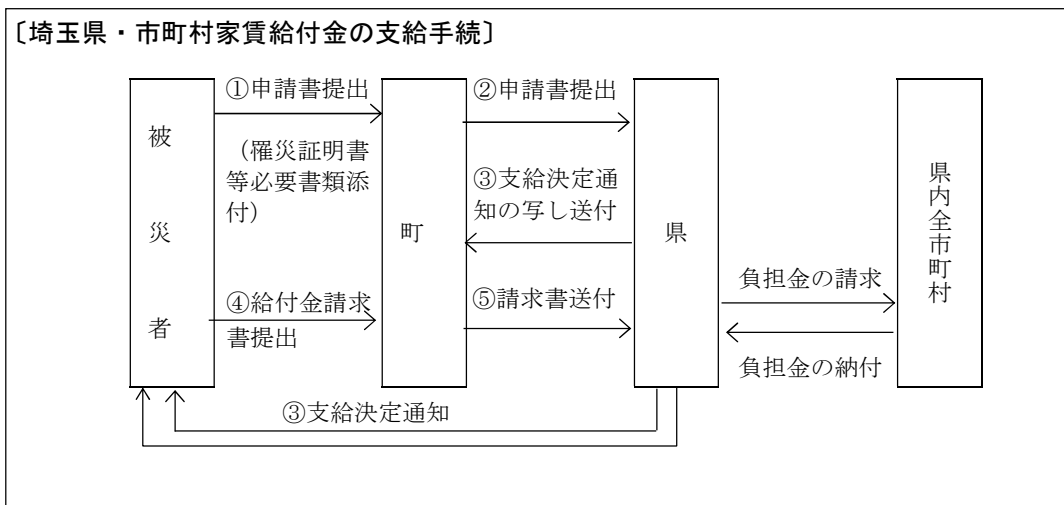 〔埼玉県・市町村家賃給付金の支給手続〕
被災者
①申請書提出
（罹災証明書
等必要書類添
付）
④給付金請求
書提出
町
②申請書提出
③支給決定通
知の写し送付
⑤請求書送付
県
負担金の請求
負担金の納付
県内全市町村
③支給決定通知